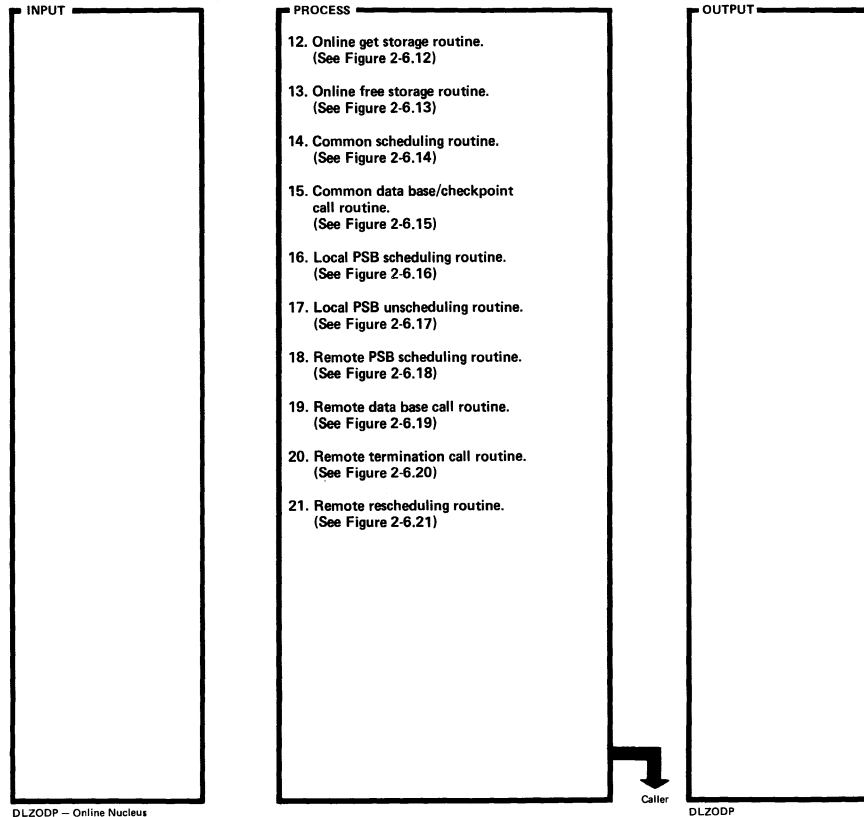 INPUT
PROCESS
OUTPUT
12. Online get storage routine.
(See Figure 2-6.12)
13. Online free storage routine.
(See Figure 2-6.13)
14. Common scheduling routine.
(See Figure 2-6.14)
15. Common data base/checkpoint
call routine.
(See Figure 2-6.15)
16. Local PSB scheduling routine.
(See Figure 2-6.16)
17. Local PSB unscheduling routine.
(See Figure 2-6.17)
18. Remote PSB scheduling routine.
(See Figure 2-6.18)
19. Remote data base call routine.
(See Figure 2-6.19)
20. Remote termination call routine.
(See Figure 2-6.20)
21. Remote rescheduling routine.
(See Figure 2-6.21)
Caller
DLZODP – Online Nucleus
DLZODP